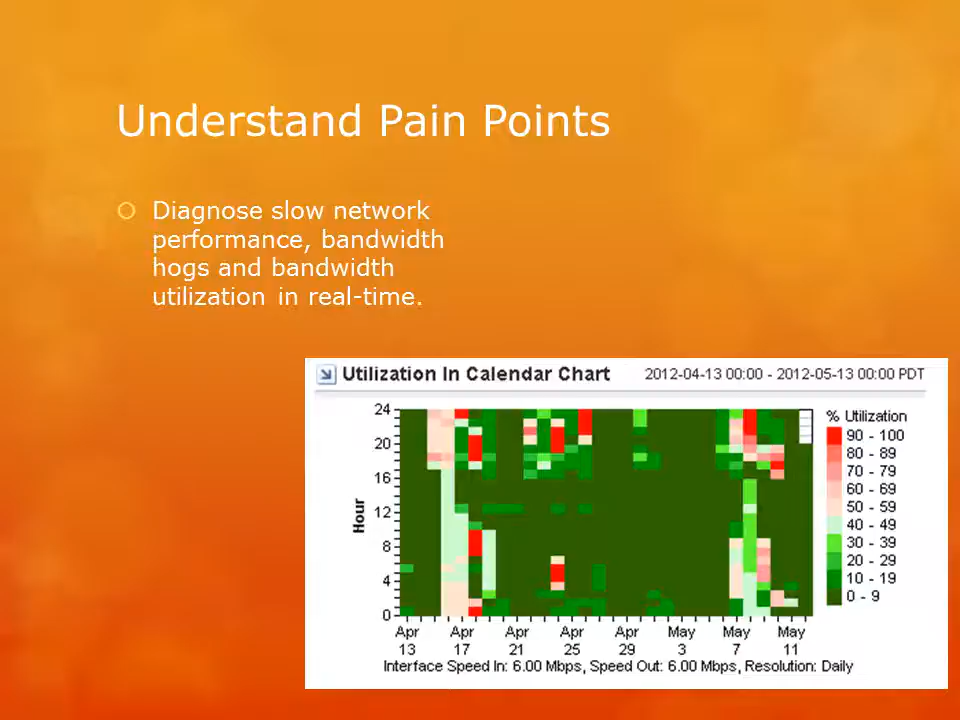 Understand Pain Points
Diagnose slow network
performance, bandwidth
hogs and bandwidth
utilization in real-time.
Utilization In Calendar Chart 2012-04-13 00:00 - 2012-05-13 00:00 PDT
% Utilization
90 - 100
80 - 89
70 - 79
60 - 69
50 - 59
40 - 49
30 - 39
20 - 29
10 - 19
0 - 9
Hour
24
20
16
12
8
4
0
Apr Apr Apr Apr Apr May May May
13 17 21 25 29 3 7 11
Interface Speed In: 6.00 Mbps, Speed Out: 6.00 Mbps, Resolution: Daily